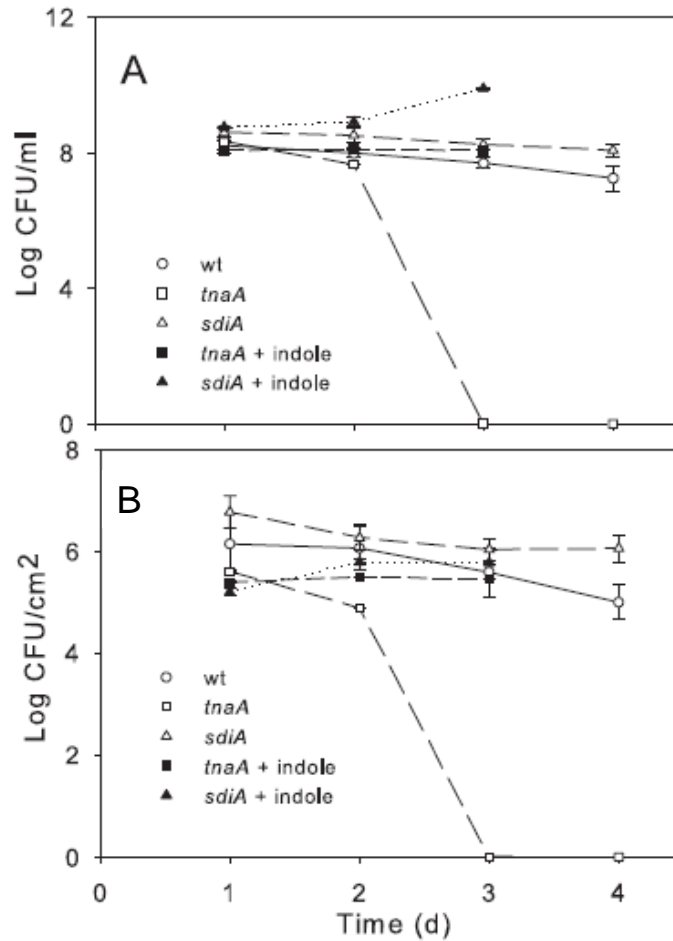 12
A
8
Log CFU/ml
4
wt
tnaA
sdiA
tnaA + indole
sdiA + indole
0
8
B
6
4
Log CFU/cm2
2
wt
tnaA
sdiA
tnaA + indole
sdiA + indole
0
0 1 2 3 4
Time (d)